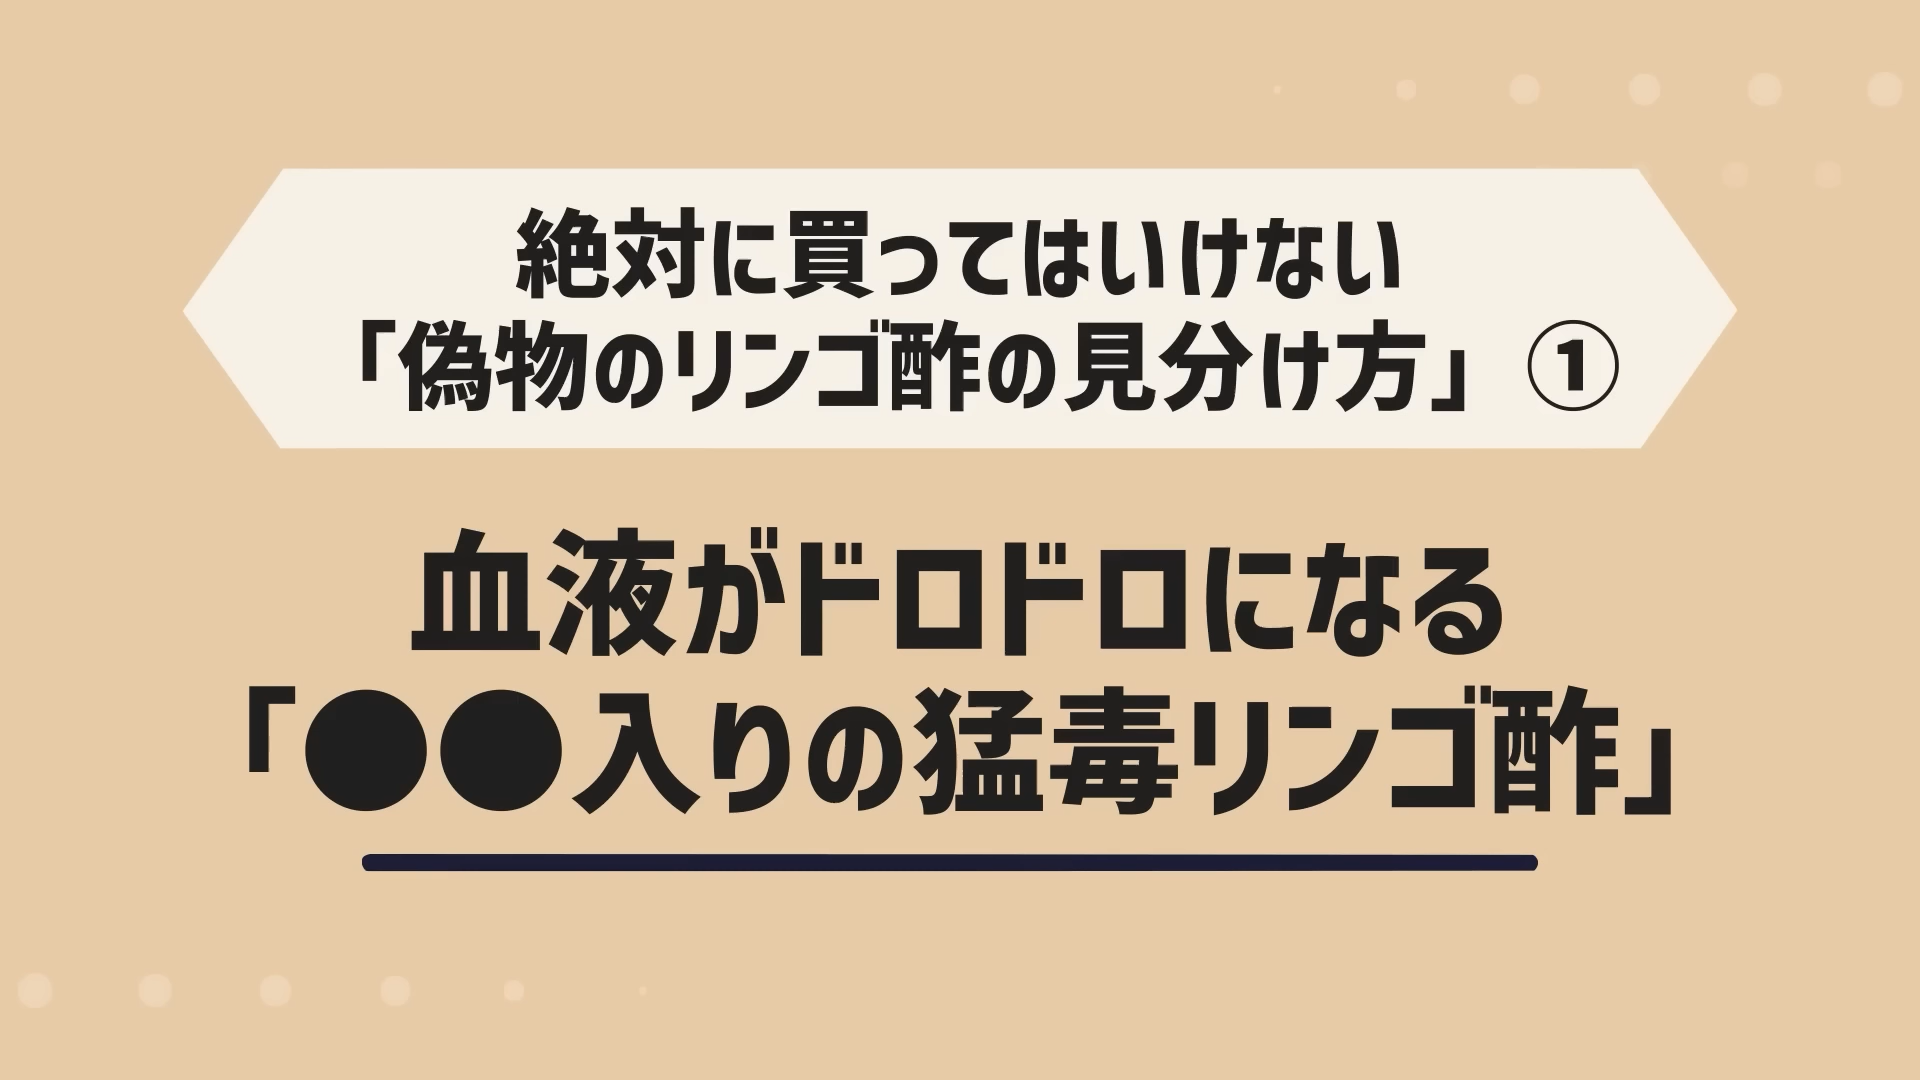 絶対に買ってはいけない
「偽物のリンゴ酢の見分け方」①
血液がドロドロになる
「●●入りの猛毒リンゴ酢」